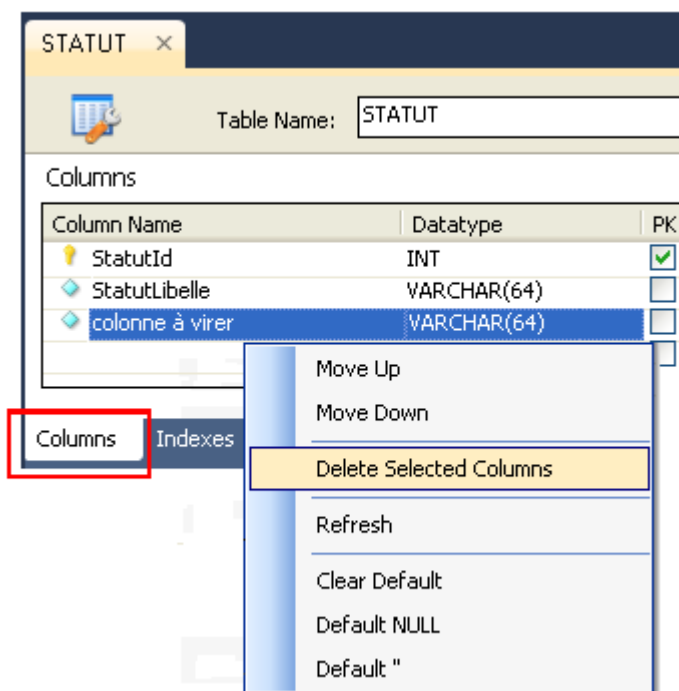 STATUT ×
Table Name: STATUT
Columns
Column Name Datatype PK
StatutId INT
StatutLibelle VARCHAR(64)
colonne à virer VARCHAR(64)
Move Up
Move Down
Columns Indexes
Delete Selected Columns
Refresh
Clear Default
Default NULL
Default "